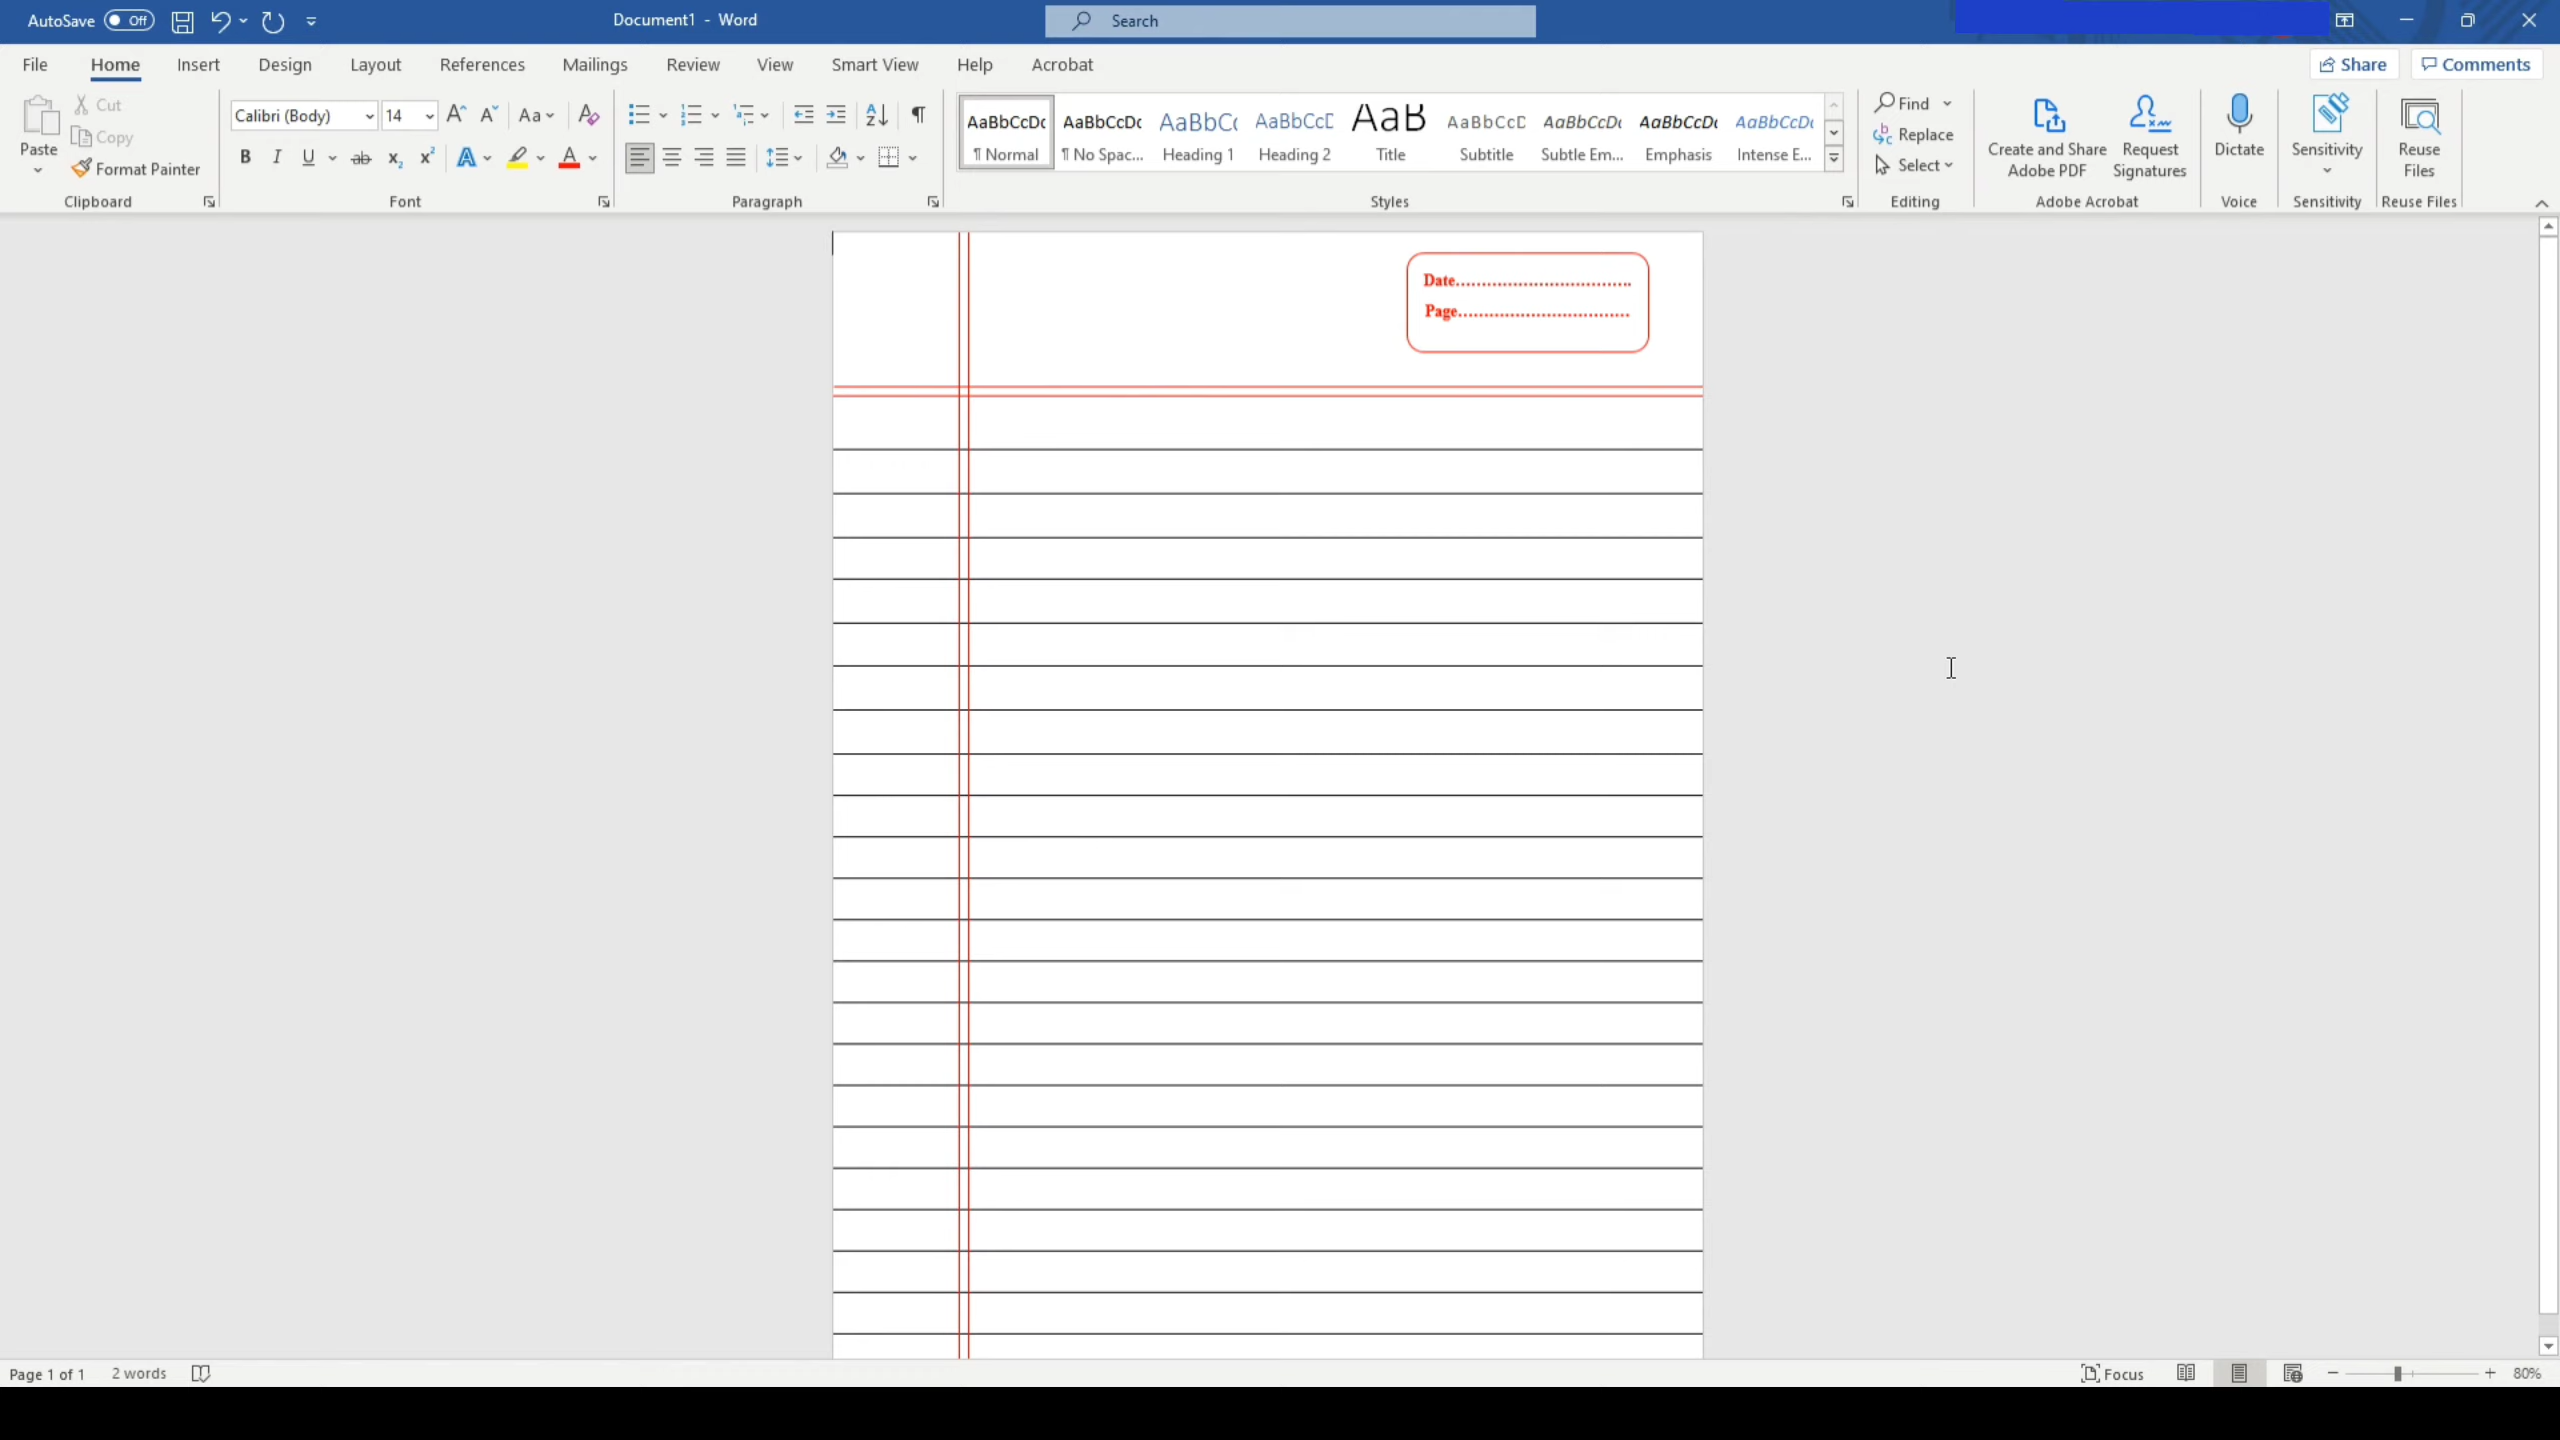 AutoSave Off Document1 - Word Search
File Home Insert Design Layout References Mailings Review View Smart View Help Acrobat Share Comments
Paste Cut Copy Format Painter Clipboard
Calibri (Body) 14 Aa Font
Paragraph
AaBbCcDc ¶ Normal
AaBbCcDc ¶ No Spac...
AaBbC Heading 1
AaBbCcD Heading 2
AaB Title
AaBbCcD Subtitle
AaBbCcDc Subtle Em...
AaBbCcDc Emphasis
AaBbCcDc Intense E...
Styles
Find Replace Select Editing
Create and Share Adobe PDF Request Signatures Adobe Acrobat
Dictate Voice
Sensitivity Sensitivity
Reuse Files Reuse Files
Date..................................
Page.................................
Page 1 of 1 2 words Focus 80%